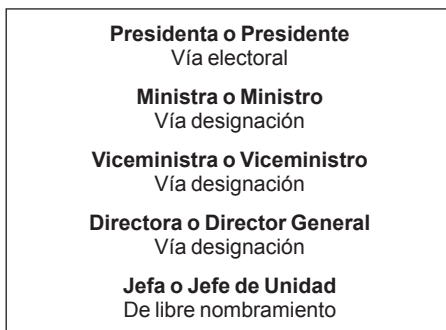 Presidenta o Presidente
Vía electoral
Ministra o Ministro
Vía designación
Viceministra o Viceministro
Vía designación
Directora o Director General
Vía designación
Jefa o Jefe de Unidad
De libre nombramiento